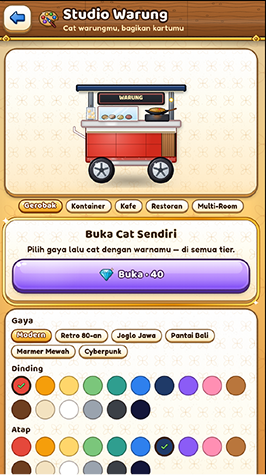 Studio Warung
Cat warungmu, bagikan kartumu
WARUNG
Gerobak Kontainer Kafe Restoran Multi-Room
Buka Cat Sendiri
Pilih gaya lalu cat dengan warnamu — di semua tier.
Buka · 40
Gaya
Modern Retro 80-an Joglo Jawa Pantai Bali
Marmer Mewah Cyberpunk
Dinding
Atap